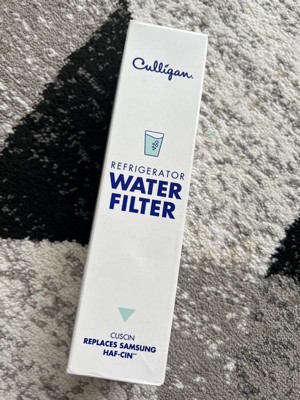 Culligan.
REFRIGERATOR
WATER
FILTER
CUSCIN
REPLACES SAMSUNG
HAF-CIN™